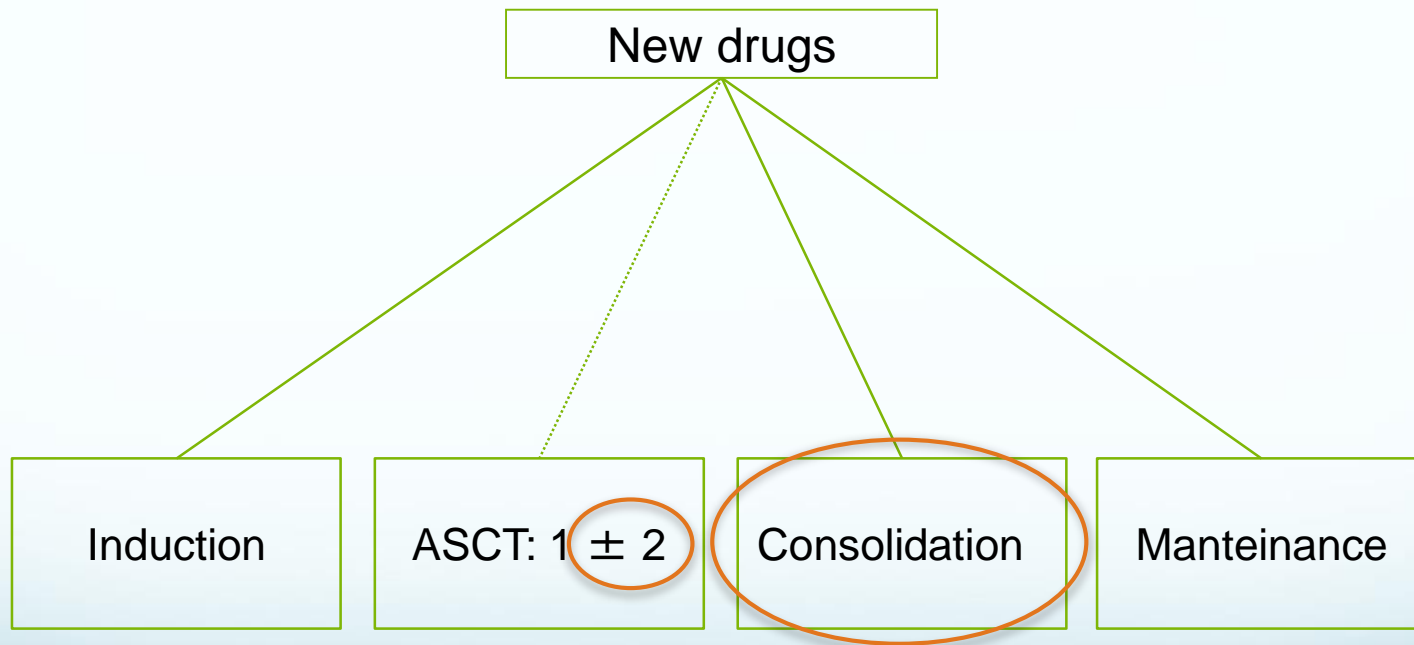 New drugs
Induction
ASCT: 1 ± 2
Consolidation
Manteinance